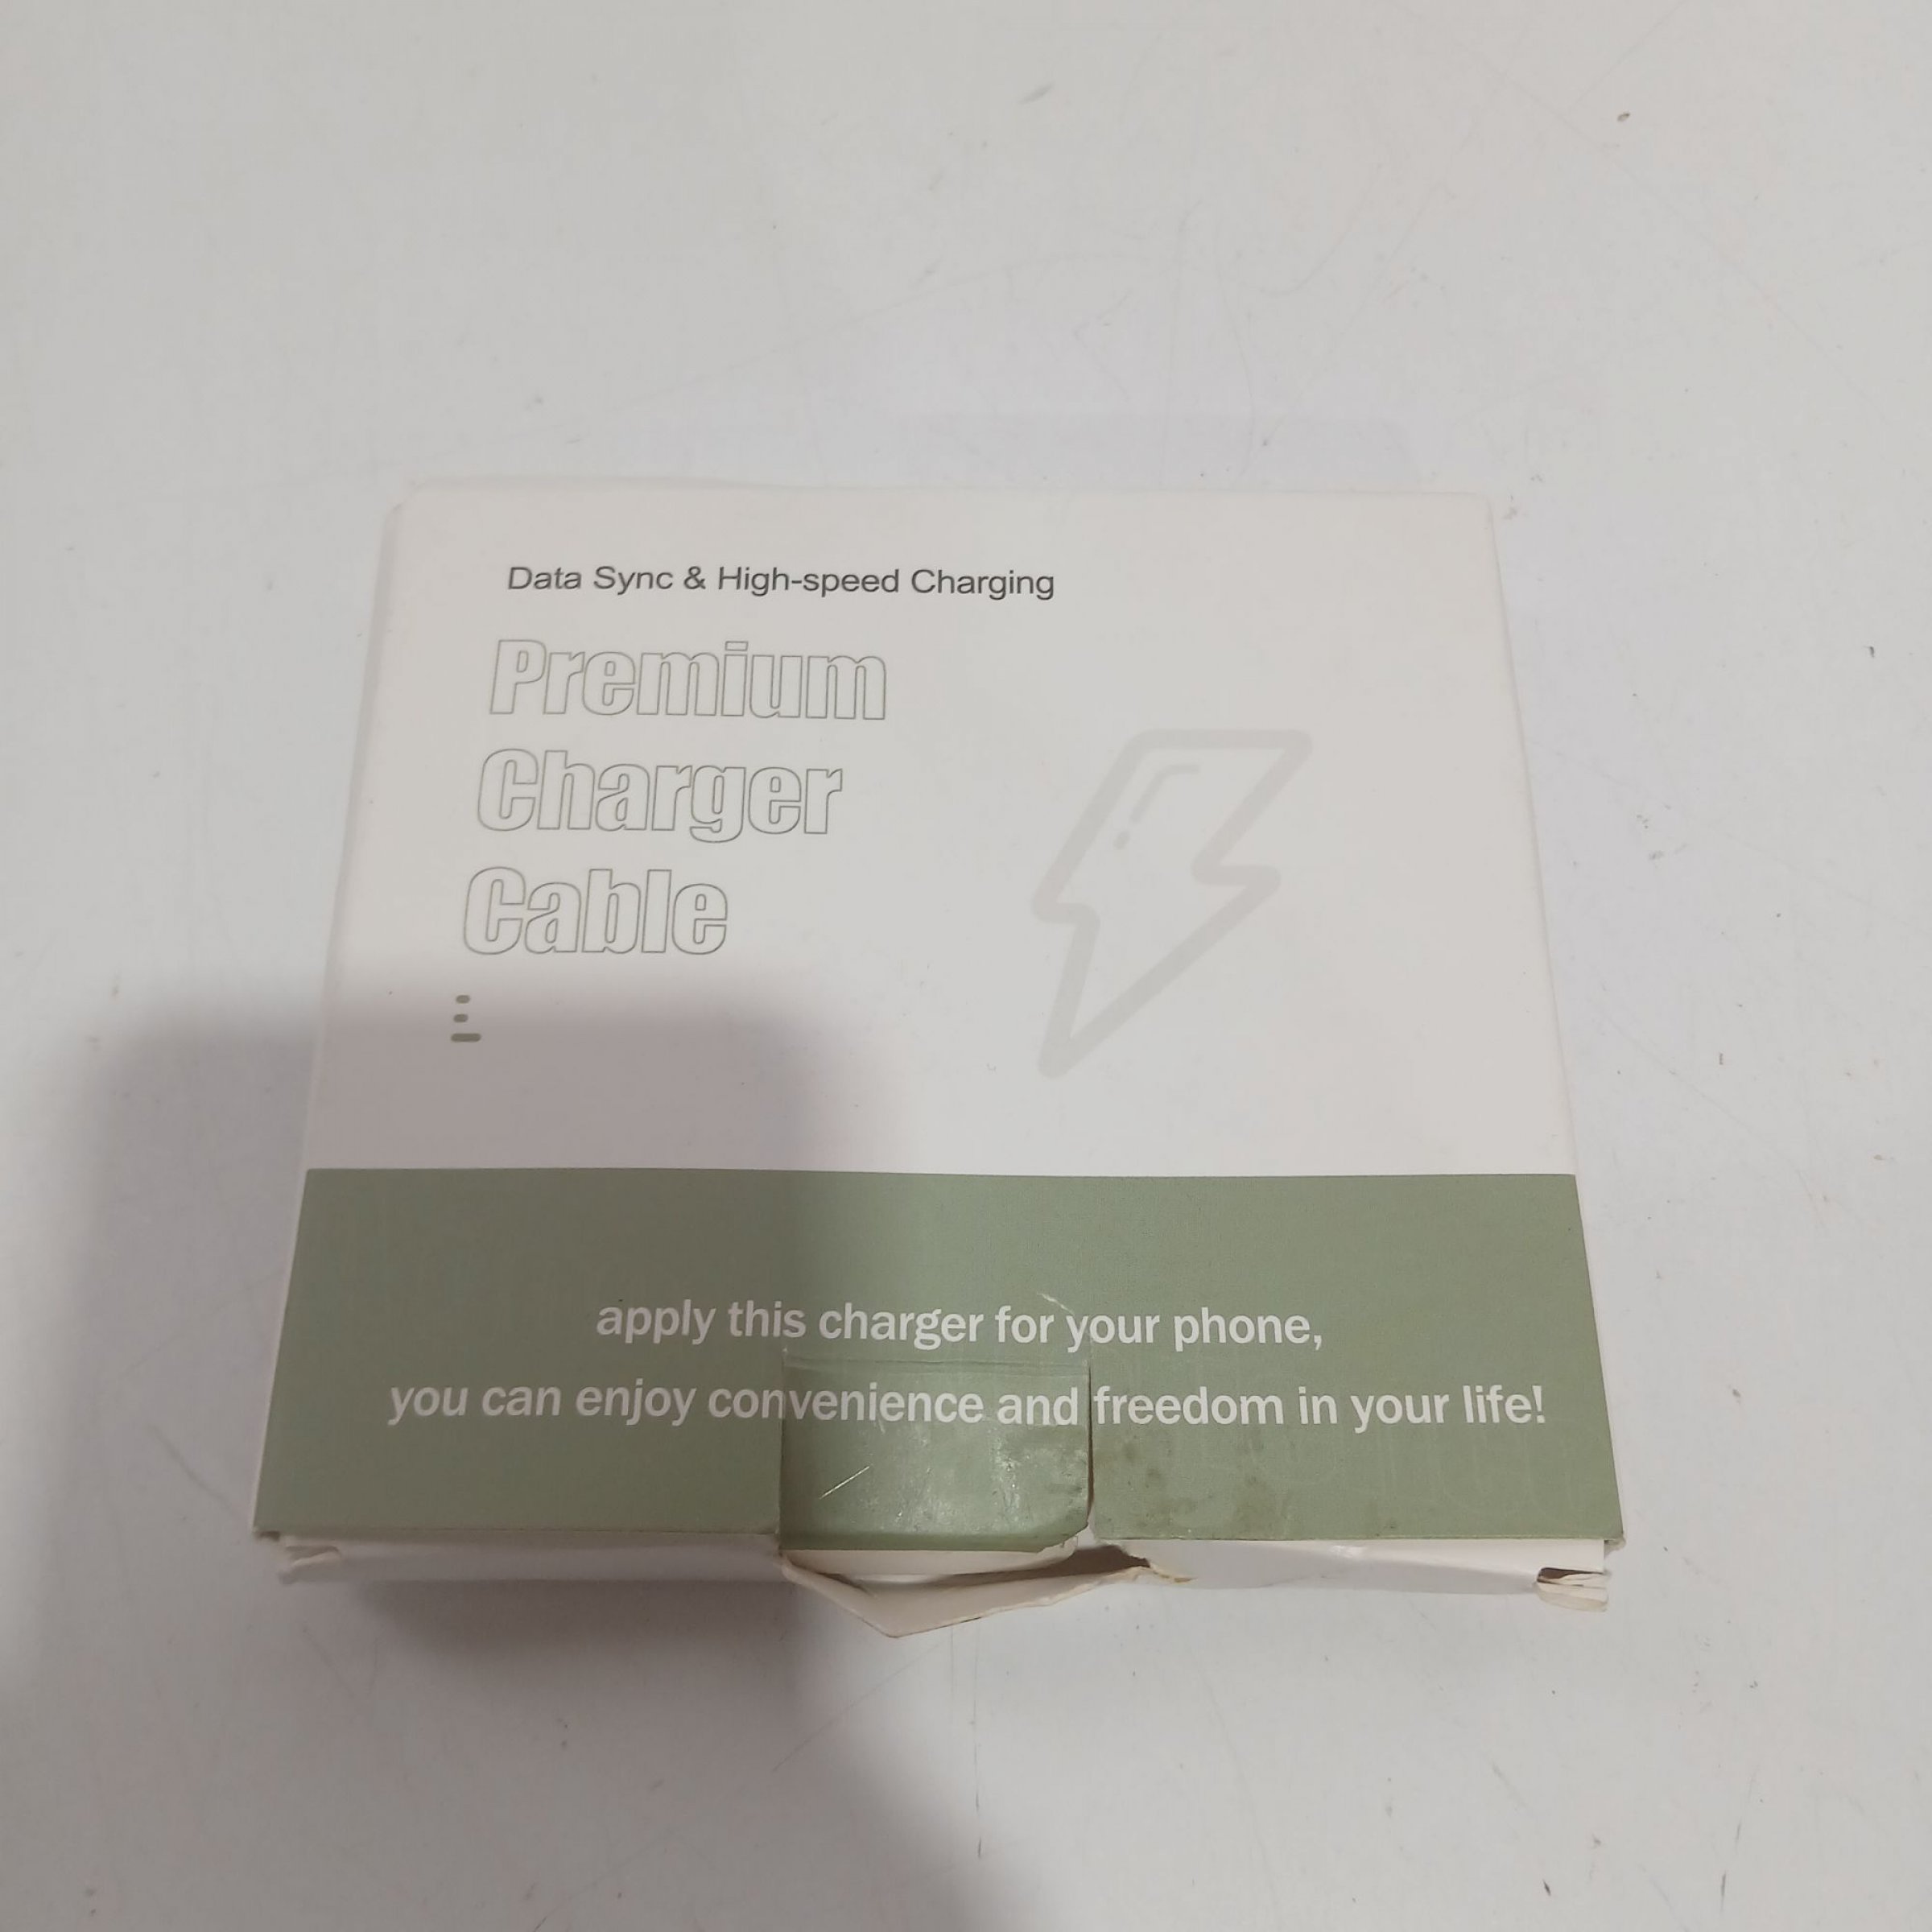 Data Sync & High-speed Charging
Premium
Charger
Cable
apply this charger for your phone,
you can enjoy convenience and freedom in your life!